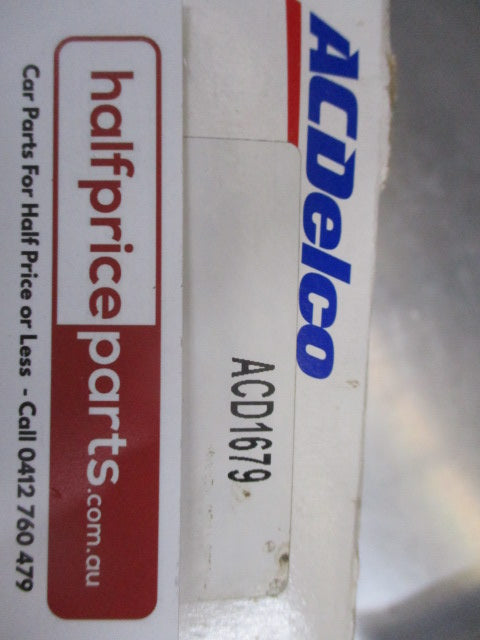 ACDelco
ACD1679
halfpriceparts.com.au
Car Parts For Half Price or Less - Call 0412 760 479